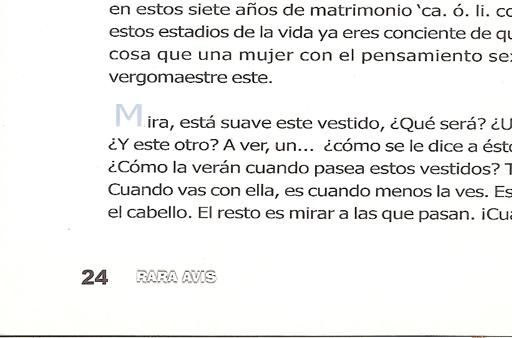 en estos siete años de matrimonio 'ca. ó. li. co
estos estadios de la vida ya eres conciente de qu
cosa que una mujer con el pensamiento sex
vergomaestre este.
Mira, está suave este vestido, ¿Qué será? ¿U
¿Y este otro? A ver, un... ¿cómo se le dice a ésto
¿Cómo la verán cuando pasea estos vestidos? T
Cuando vas con ella, es cuando menos la ves. Es
el cabello. El resto es mirar a las que pasan. ¡Cua
24 RARA AVIS